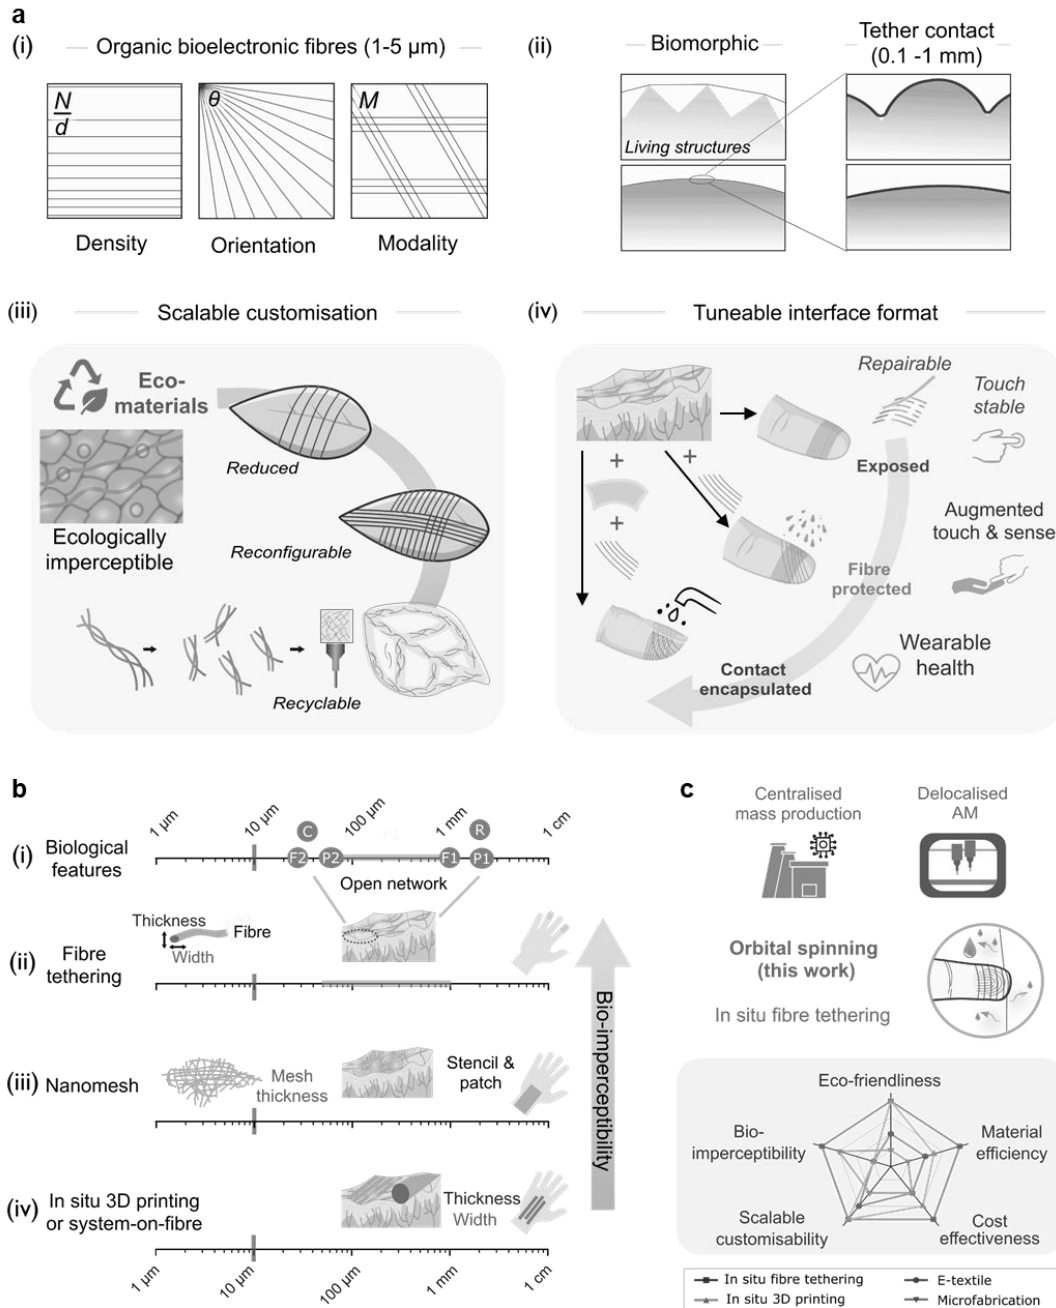 a
(i) Organic bioelectronic fibres (1-5 µm)
N
d
θ
M
Density
Orientation
Modality
(ii)
Biomorphic
Tether contact
(0.1 -1 mm)
Living structures
(iii) Scalable customisation
Eco-
materials
Reduced
Ecologically
imperceptible
Reconfigurable
Recyclable
(iv) Tuneable interface format
Repairable
Touch
stable
Exposed
+
+
+
Augmented
touch & sense
Fibre
protected
Wearable
health
Contact
encapsulated
b
1 µm
10 µm
100 µm
1 mm
1 cm
(i) Biological
features
C
R
F2
P2
F1
P1
Open network
(ii) Fibre
tethering
Thickness
Fibre
Width
(iii) Nanomesh
Mesh
thickness
Stencil &
patch
(iv) In situ 3D printing
or system-on-fibre
Thickness
Width
1 µm
10 µm
100 µm
1 mm
1 cm
Bio-imperceptibility
c
Centralised
mass production
Delocalised
AM
Orbital spinning
(this work)
In situ fibre tethering
Eco-friendliness
Bio-
imperceptibility
Material
efficiency
Scalable
customisability
Cost
effectiveness
In situ fibre tethering
E-textile
In situ 3D printing
Microfabrication